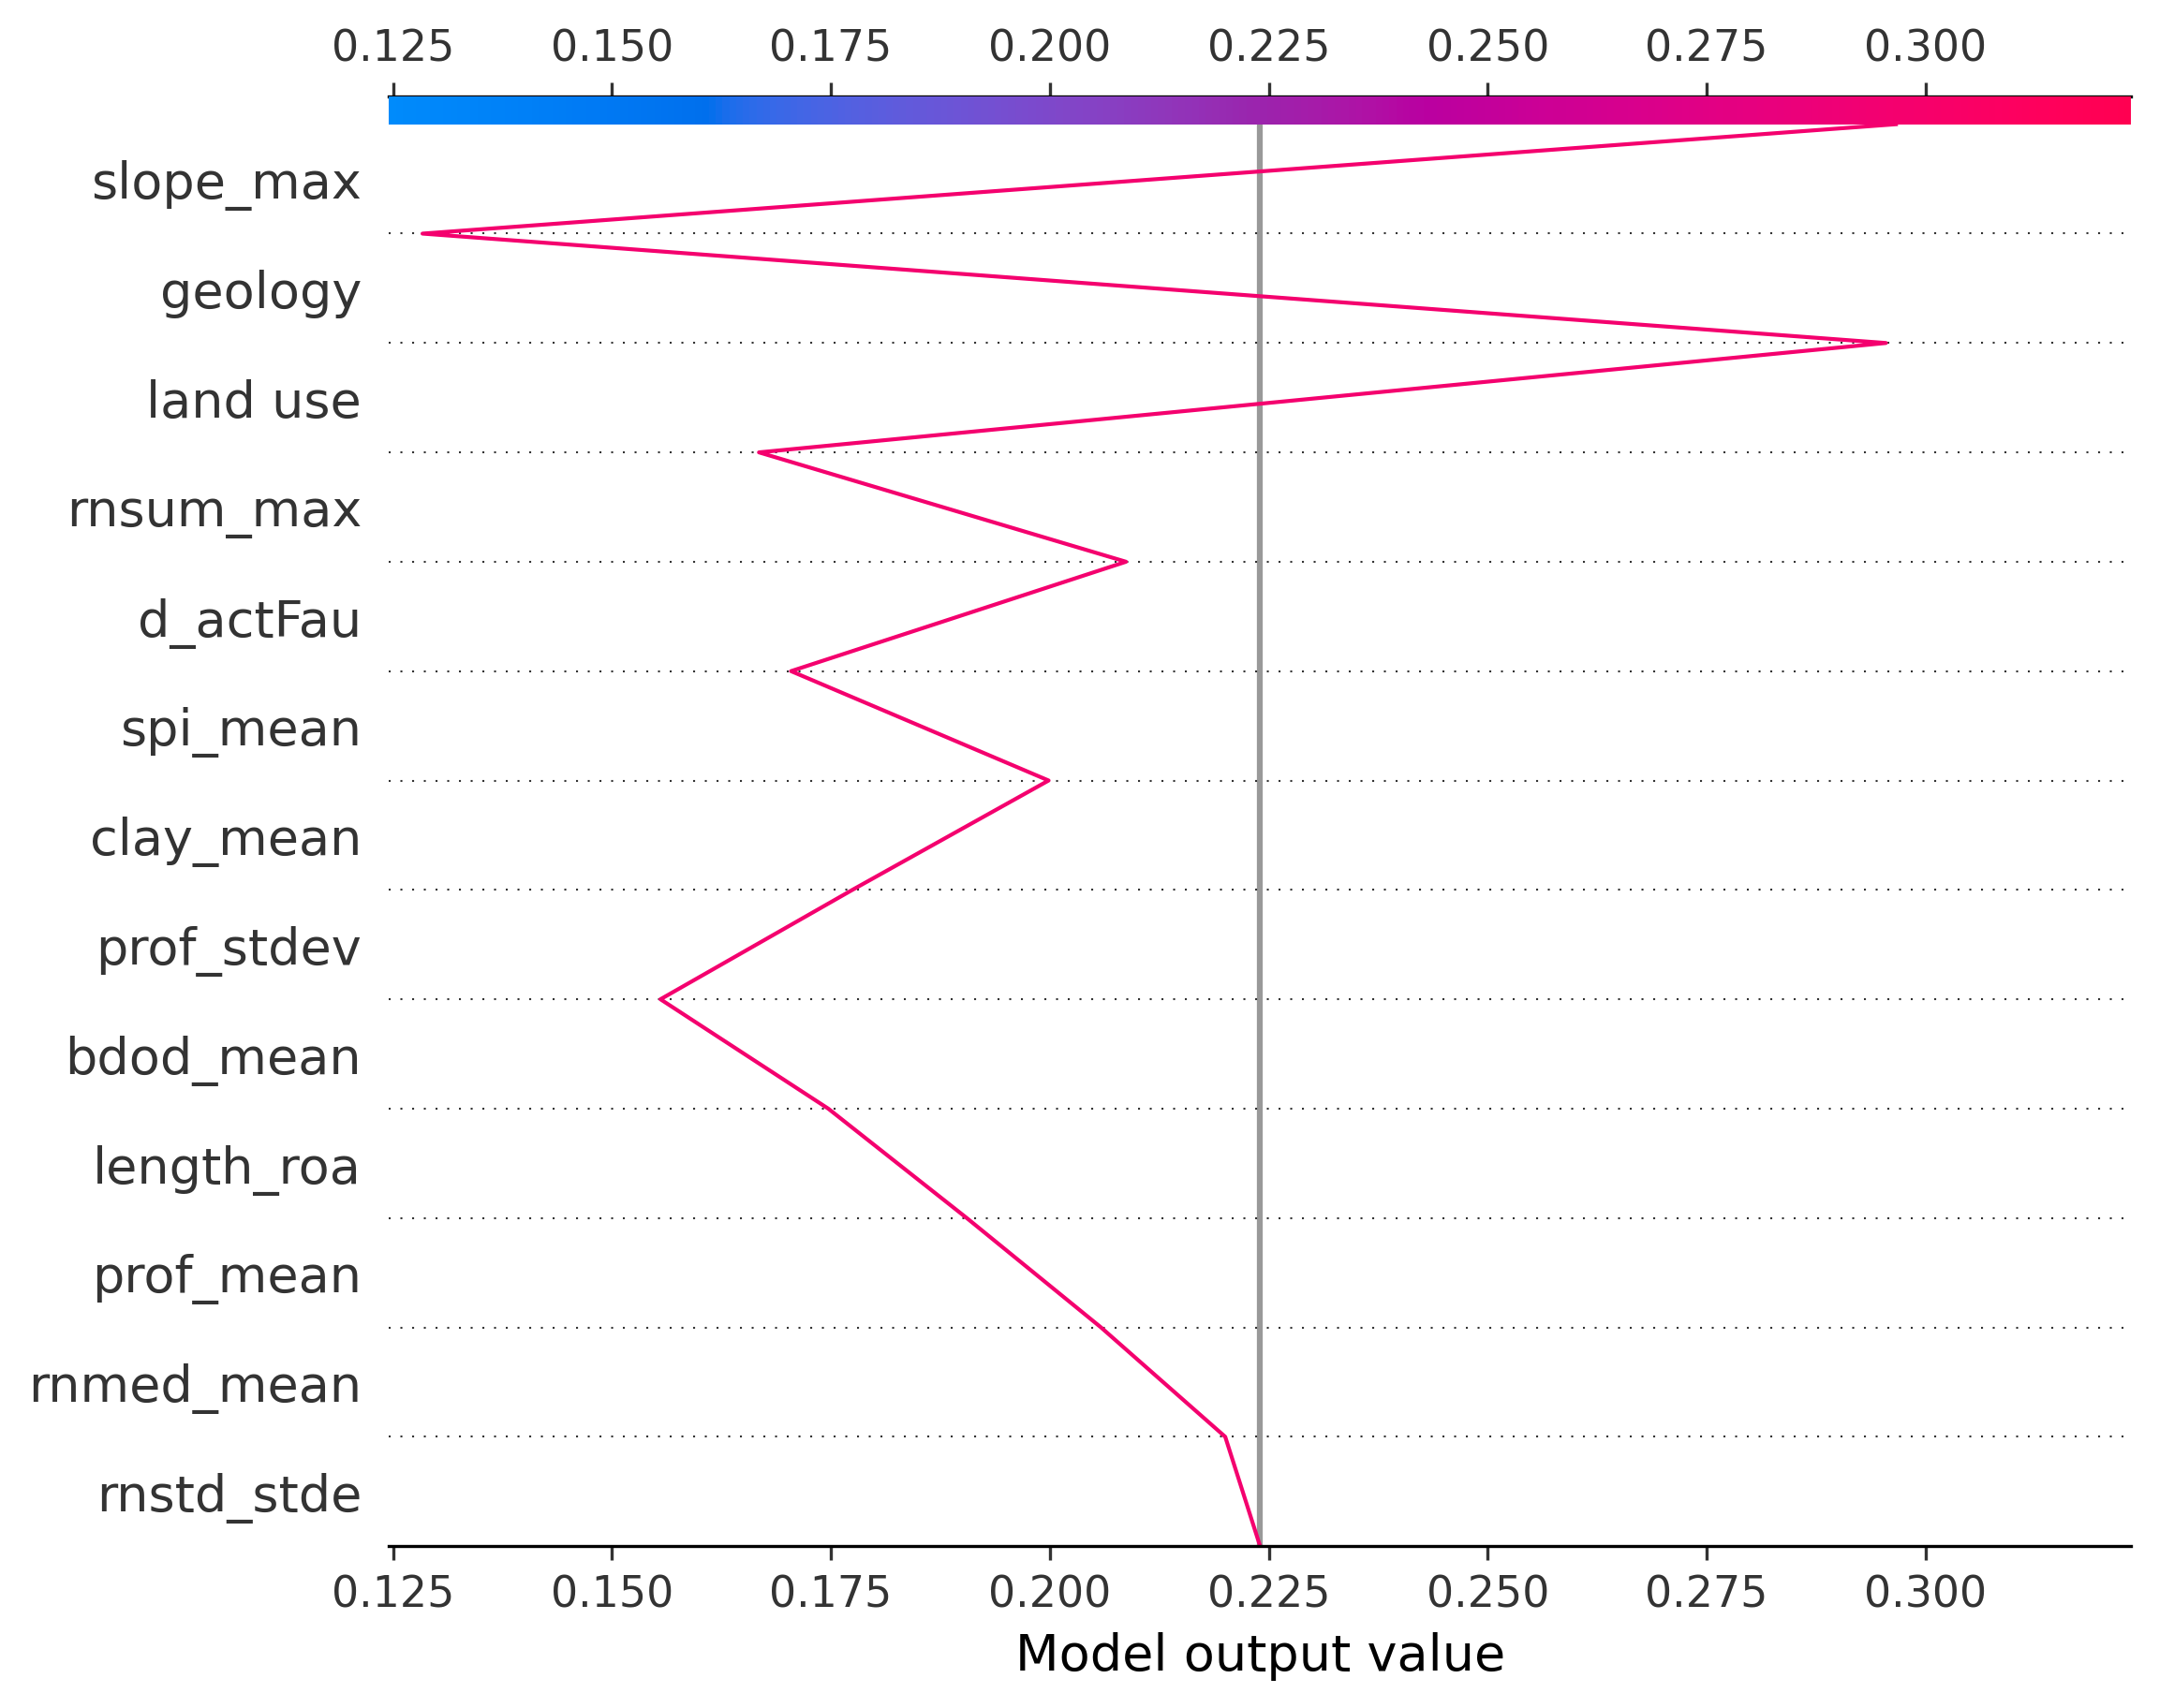 0.125 0.150 0.175 0.200 0.225 0.250 0.275 0.300
slope_max
geology
land use
rnsum_max
d_actFau
spi_mean
clay_mean
prof_stdev
bdod_mean
length_roa
prof_mean
rnmed_mean
rnstd_stde
0.125 0.150 0.175 0.200 0.225 0.250 0.275 0.300
Model output value